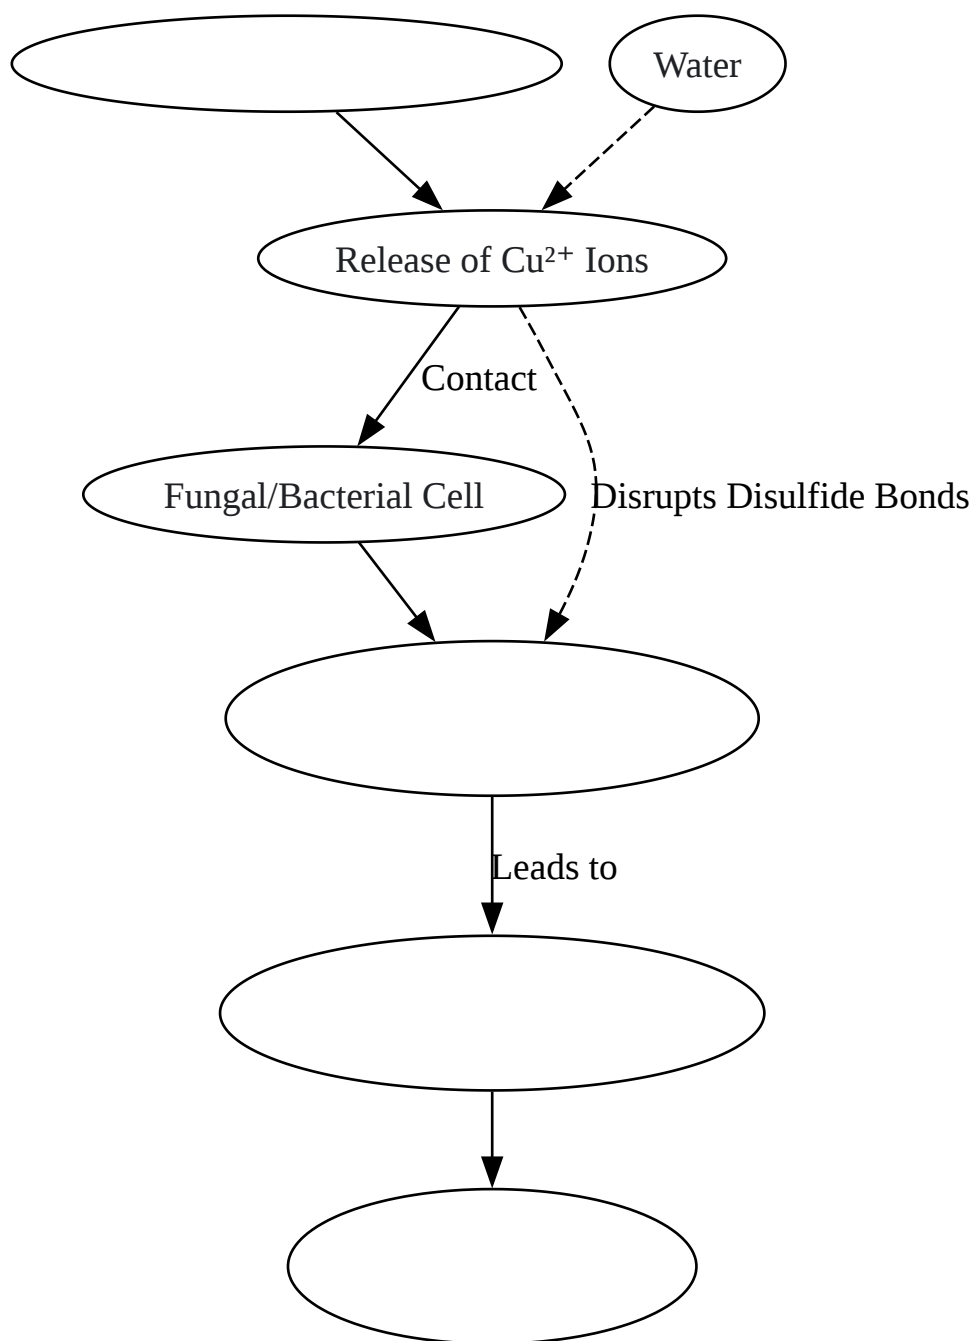 Water
Release of Cu²⁺ Ions
Contact
Fungal/Bacterial Cell
Disrupts Disulfide Bonds
Leads to